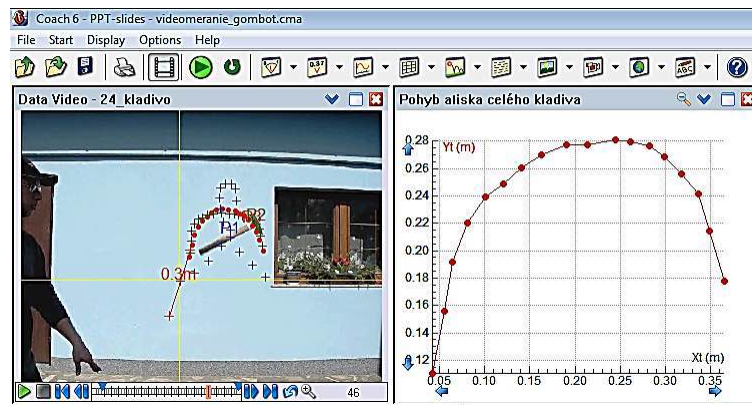 Coach 6 - PPT-slides - videomeranie_gombot.cma
File Start Display Options Help
0.37
ABC
Data Video - 24_kladivo
P1
P2
0.3m
46
Pohyb aliska celého kladiva
0.28
Yt (m)
0.26
0.24
0.22
0.20
0.18
0.16
0.14
0.12
Xt (m)
0.05 0.10 0.15 0.20 0.25 0.30 0.35